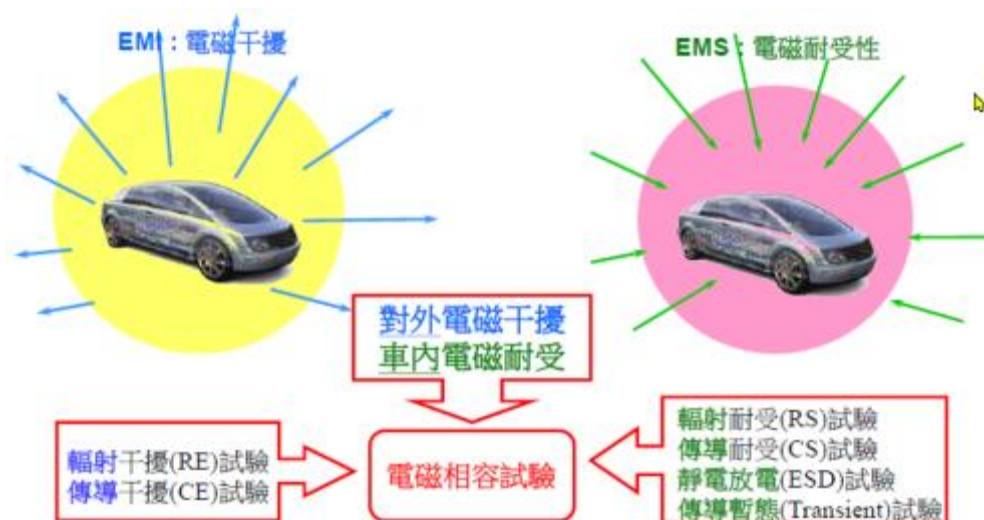 EMI：電磁干擾
EMS：電磁耐受性
對外電磁干擾
車內電磁耐受
輻射干擾(RE)試驗
傳導干擾(CE)試驗
電磁相容試驗
輻射耐受(RS)試驗
傳導耐受(CS)試驗
靜電放電(ESD)試驗
傳導暫態(Transient)試驗